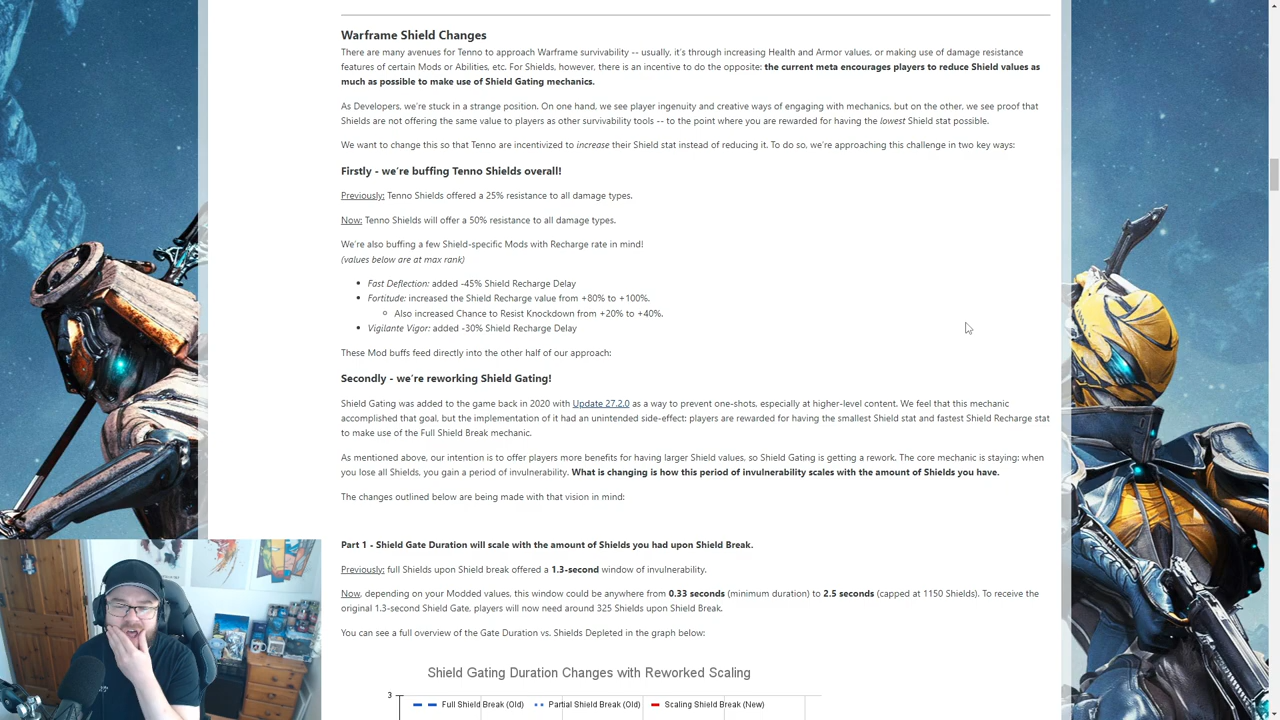 Warframe Shield Changes
There are many avenues for Tenno to approach Warframe survivability -- usually, it's through increasing Health and Armor values, or making use of damage resistance
features of certain Mods or Abilities, etc. For Shields, however, there is an incentive to do the opposite: the current meta encourages players to reduce Shield values as
much as possible to make use of Shield Gating mechanics.
As Developers, we're stuck in a strange position. On one hand, we see player ingenuity and creative ways of engaging with mechanics, but on the other, we see proof that
Shields are not offering the same value to players as other survivability tools -- to the point where you are rewarded for having the lowest Shield stat possible.
We want to change this so that Tenno are incentivized to increase their Shield stat instead of reducing it. To do so, we're approaching this challenge in two key ways:
Firstly - we're buffing Tenno Shields overall!
Previously: Tenno Shields offered a 25% resistance to all damage types.
Now: Tenno Shields will offer a 50% resistance to all damage types.
We're also buffing a few Shield-specific Mods with Recharge rate in mind!
(values below are at max rank)
• Fast Deflection: added -45% Shield Recharge Delay
• Fortitude: increased the Shield Recharge value from +80% to +100%.
○ Also increased Chance to Resist Knockdown from +20% to +40%.
• Vigilante Vigor: added -30% Shield Recharge Delay
These Mod buffs feed directly into the other half of our approach:
Secondly - we're reworking Shield Gating!
Shield Gating was added to the game back in 2020 with Update 27.2.0 as a way to prevent one-shots, especially at higher-level content. We feel that this mechanic
accomplished that goal, but the implementation of it had an unintended side-effect: players are rewarded for having the smallest Shield stat and fastest Shield Recharge stat
to make use of the Full Shield Break mechanic.
As mentioned above, our intention is to offer players more benefits for having larger Shield values, so Shield Gating is getting a rework. The core mechanic is staying: when
you lose all Shields, you gain a period of invulnerability. What is changing is how this period of invulnerability scales with the amount of Shields you have.
The changes outlined below are being made with that vision in mind:
Part 1 - Shield Gate Duration will scale with the amount of Shields you had upon Shield Break.
Previously: full Shields upon Shield break offered a 1.3-second window of invulnerability.
Now, depending on your Modded values, this window could be anywhere from 0.33 seconds (minimum duration) to 2.5 seconds (capped at 1150 Shields). To receive the
original 1.3-second Shield Gate, players will now need around 325 Shields upon Shield Break.
You can see a full overview of the Gate Duration vs. Shields Depleted in the graph below:
Shield Gating Duration Changes with Reworked Scaling
3
Full Shield Break (Old) Partial Shield Break (Old) Scaling Shield Break (New)